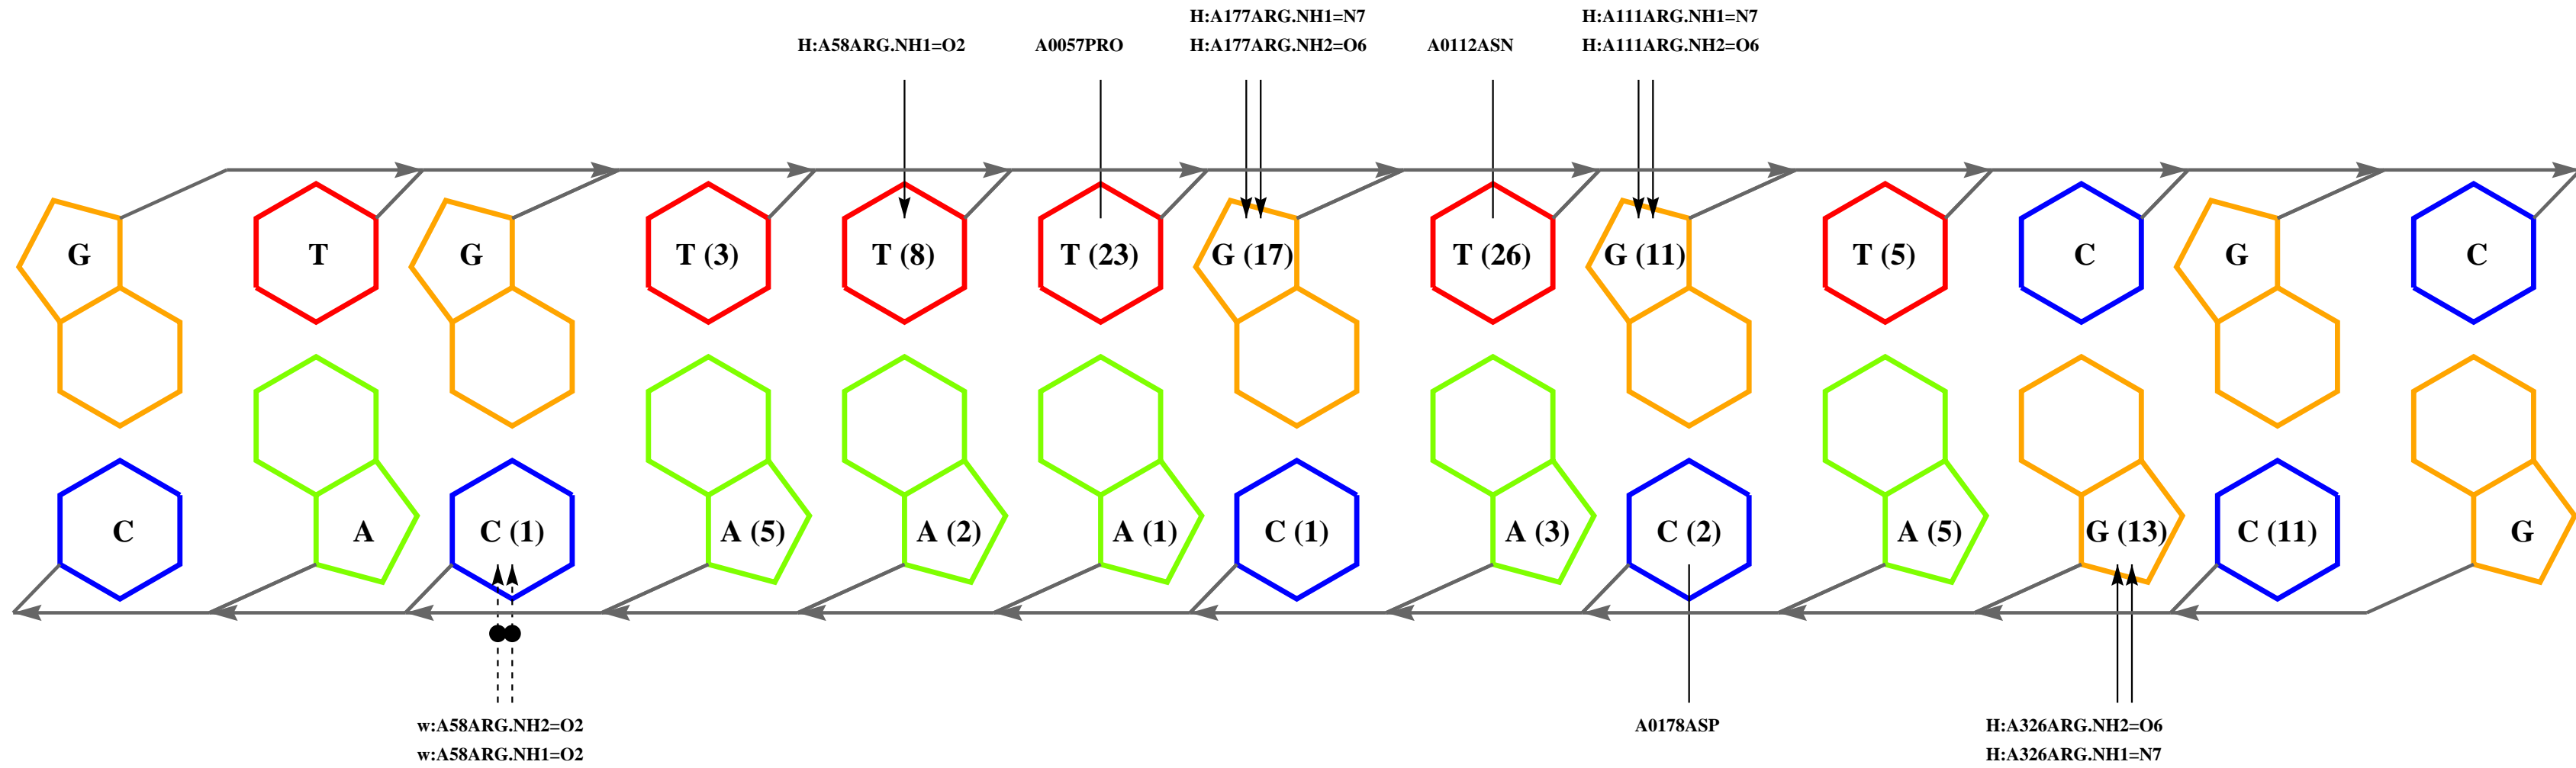 H:A177ARG.NH1=N7 H:A111ARG.NH1=N7
H:A58ARG.NH1=O2 A0057PRO H:A177ARG.NH2=O6 A0112ASN H:A111ARG.NH2=O6
G T G T (3) T (8) T (23) G (17) T (26) G (11) T (5) C G C
C A C (1) A (5) A (2) A (1) C (1) A (3) C (2) A (5) G (13) C (11) G
w:A58ARG.NH2=O2 A0178ASP H:A326ARG.NH2=O6
w:A58ARG.NH1=O2 H:A326ARG.NH1=N7